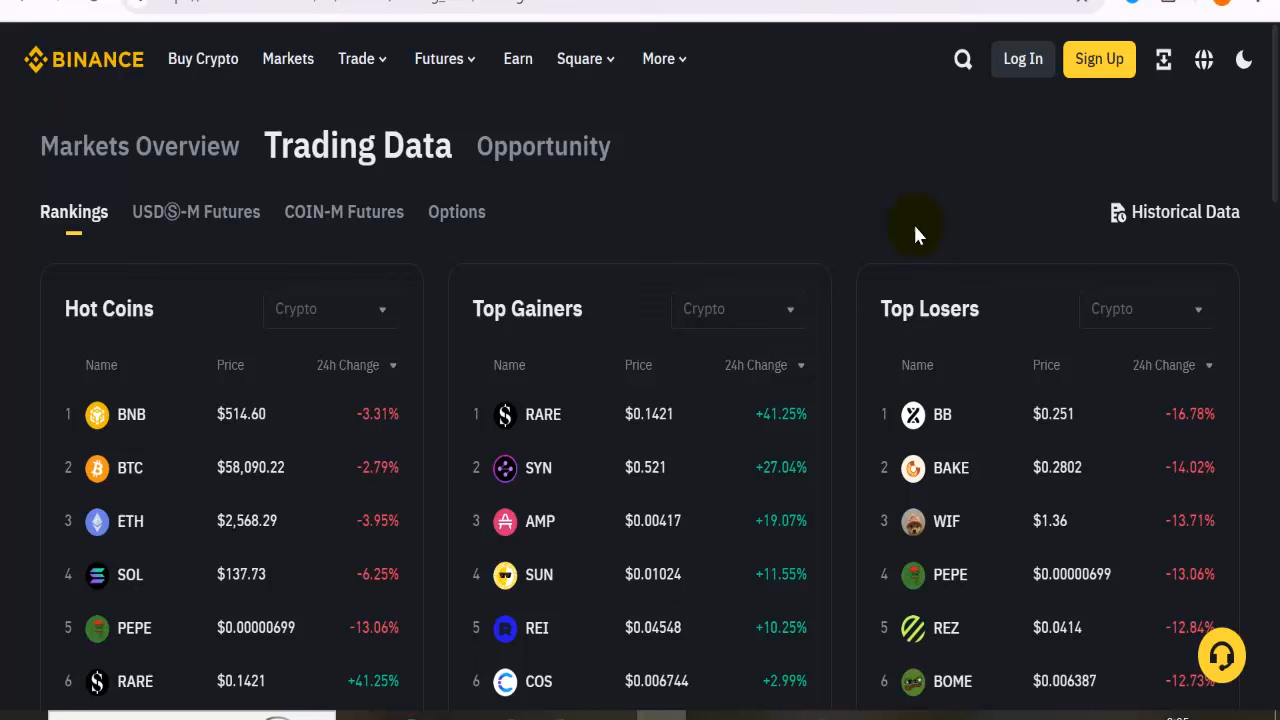 BINANCE Buy Crypto Markets Trade Futures Earn Square More Log In Sign Up
Markets Overview Trading Data Opportunity
Rankings USDⓈ-M Futures COIN-M Futures Options Historical Data
Hot Coins Crypto
Name Price 24h Change
1 BNB $514.60 -3.31%
2 BTC $58,090.22 -2.79%
3 ETH $2,568.29 -3.95%
4 SOL $137.73 -6.25%
5 PEPE $0.00000699 -13.06%
6 RARE $0.1421 +41.25%
Top Gainers Crypto
Name Price 24h Change
1 RARE $0.1421 +41.25%
2 SYN $0.521 +27.04%
3 AMP $0.00417 +19.07%
4 SUN $0.01024 +11.55%
5 REI $0.04548 +10.25%
6 COS $0.006744 +2.99%
Top Losers Crypto
Name Price 24h Change
1 BB $0.251 -16.78%
2 BAKE $0.2802 -14.02%
3 WIF $1.36 -13.71%
4 PEPE $0.00000699 -13.06%
5 REZ $0.0414 -12.84%
6 BOME $0.006387 -12.73%